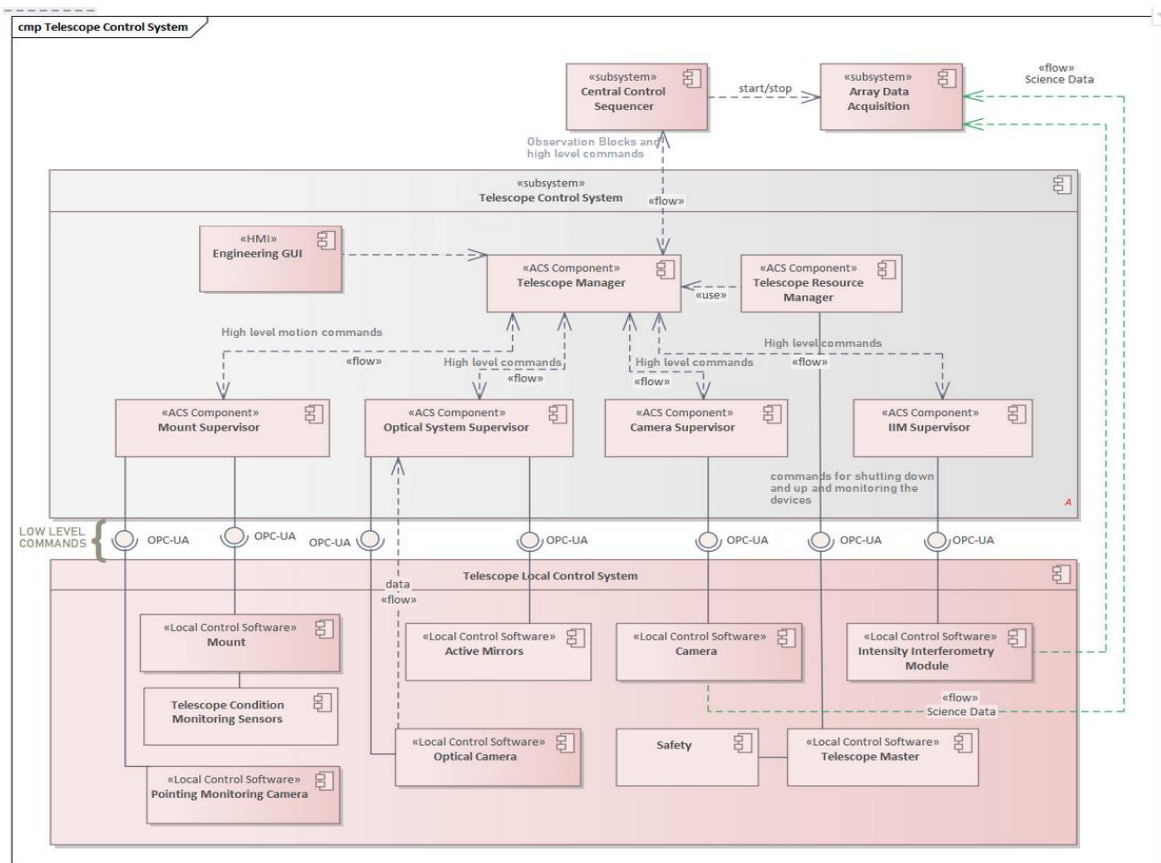 cmp Telescope Control System
«subsystem»
Central Control
Sequencer
start/stop
«subsystem»
Array Data
Acquisition
«flow»
Science Data
Observation Blocks and
high level commands
«flow»
«subsystem»
Telescope Control System
«HMI»
Engineering GUI
«ACS Component»
Telescope Manager
«use»
«ACS Component»
Telescope Resource
Manager
High level motion commands
«flow»
High level commands
«flow»
High level commands
«flow»
High level commands
«flow»
«ACS Component»
Mount Supervisor
«ACS Component»
Optical System Supervisor
«ACS Component»
Camera Supervisor
«ACS Component»
IIM Supervisor
commands for shutting down
and up and monitoring the
devices
A
LOW LEVEL
COMMANDS
OPC-UA
OPC-UA
OPC-UA
OPC-UA
OPC-UA
OPC-UA
OPC-UA
Telescope Local Control System
data
«flow»
«Local Control Software»
Mount
«Local Control Software»
Active Mirrors
«Local Control Software»
Camera
«Local Control Software»
Intensity Interferometry
Module
Telescope Condition
Monitoring Sensors
«flow»
Science Data
«Local Control Software»
Optical Camera
Safety
«Local Control Software»
Telescope Master
«Local Control Software»
Pointing Monitoring Camera